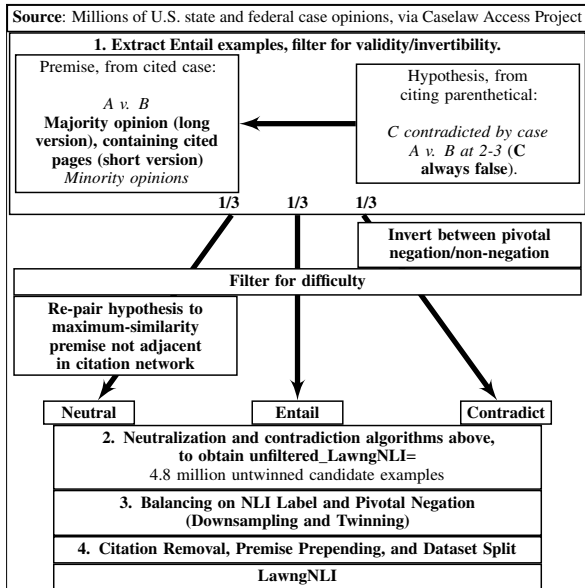 Source: Millions of U.S. state and federal case opinions, via Caselaw Access Project
1. Extract Entail examples, filter for validity/invertibility.
Premise, from cited case:
A v. B
Majority opinion (long
version), containing cited
pages (short version)
Minority opinions
Hypothesis, from
citing parenthetical:
C contradicted by case
A v. B at 2-3 (C
always false).
1/3 1/3 1/3
Invert between pivotal
negation/non-negation
Filter for difficulty
Re-pair hypothesis to
maximum-similarity
premise not adjacent
in citation network
Neutral Entail Contradict
2. Neutralization and contradiction algorithms above,
to obtain unfiltered_LawngNLI=
4.8 million untwinned candidate examples
3. Balancing on NLI Label and Pivotal Negation
(Downsampling and Twinning)
4. Citation Removal, Premise Prepending, and Dataset Split
LawngNLI